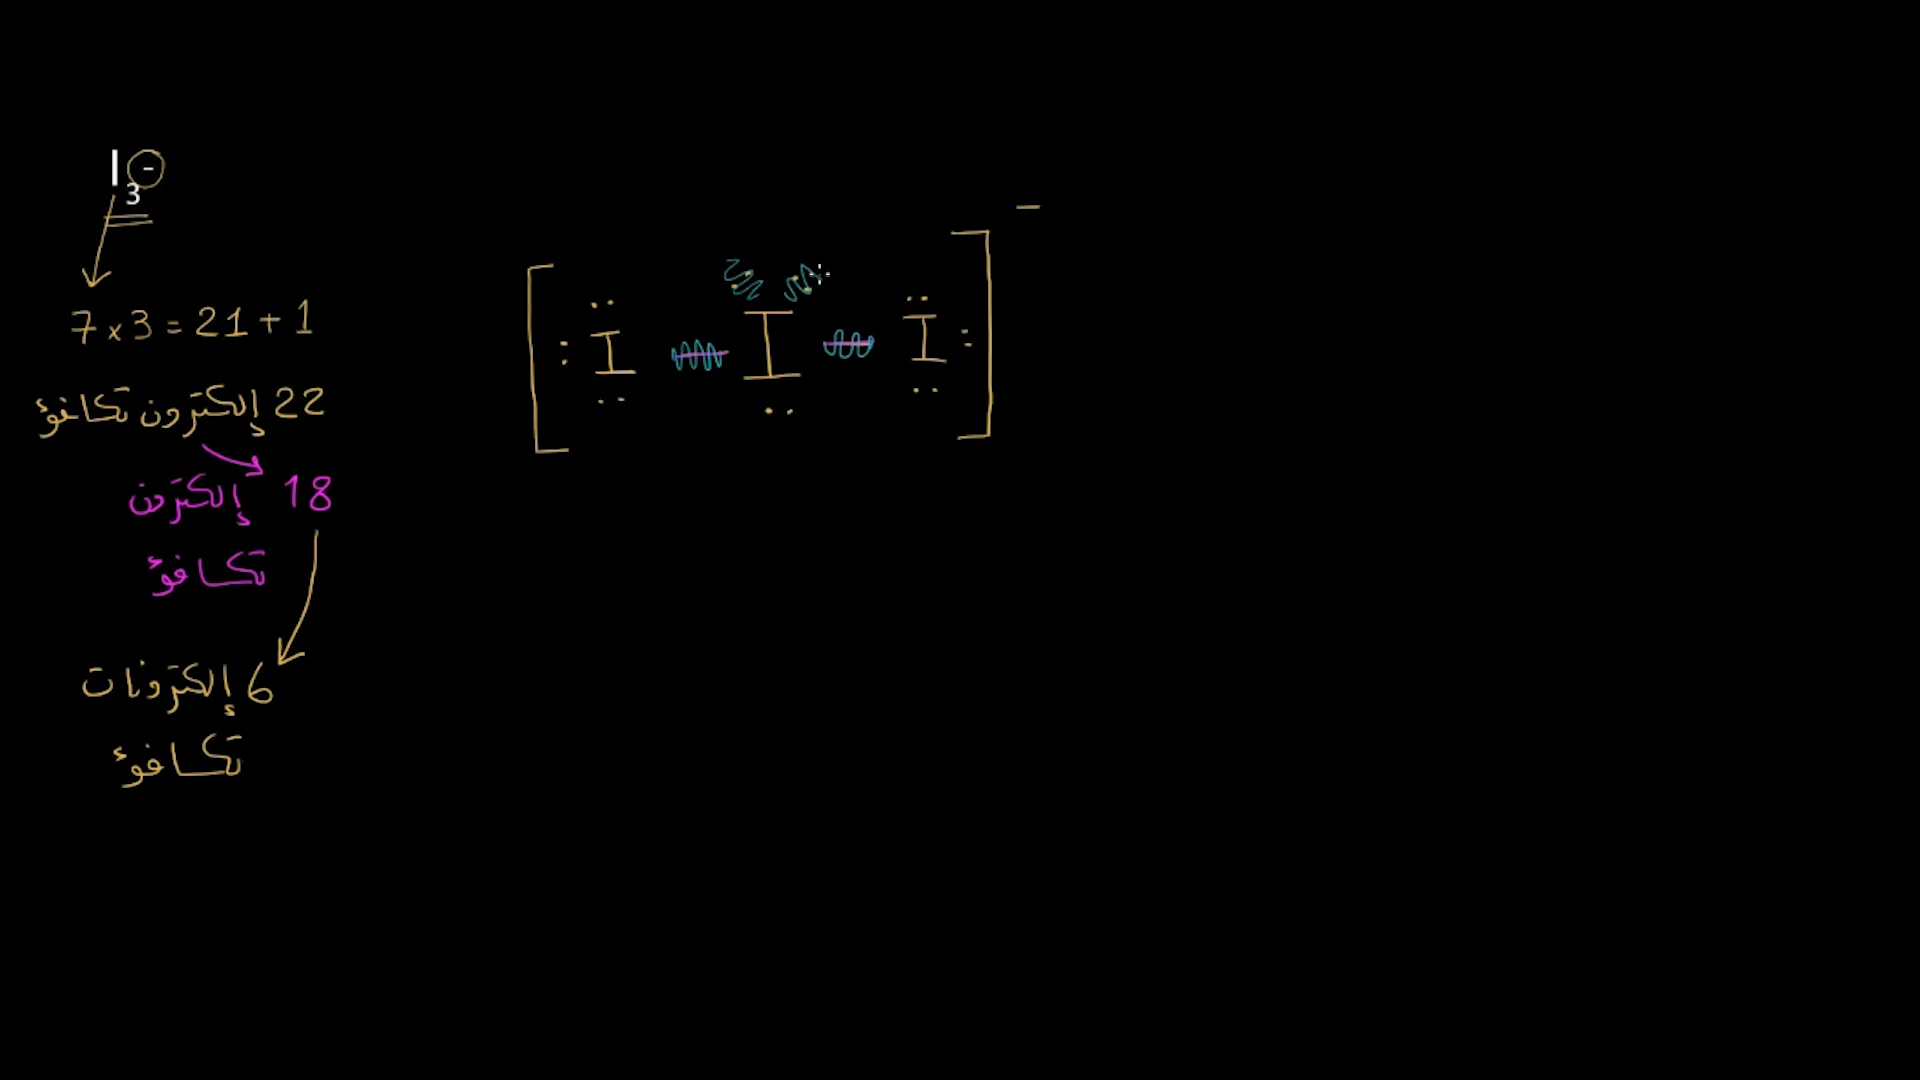 I₃⁻
7 x 3 = 21 + 1
22 إلكترون تكافؤ
18 إلكترون
تكافؤ
6 إلكترونات
تكافؤ
[ :I — I — I: ]⁻